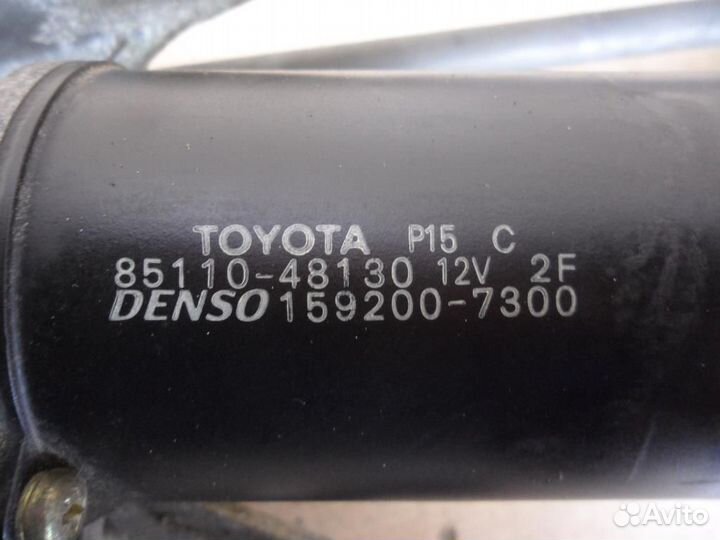 TOYOTA P15 C
85110-48130 12V 2F
DENSO 159200-7300
Avito